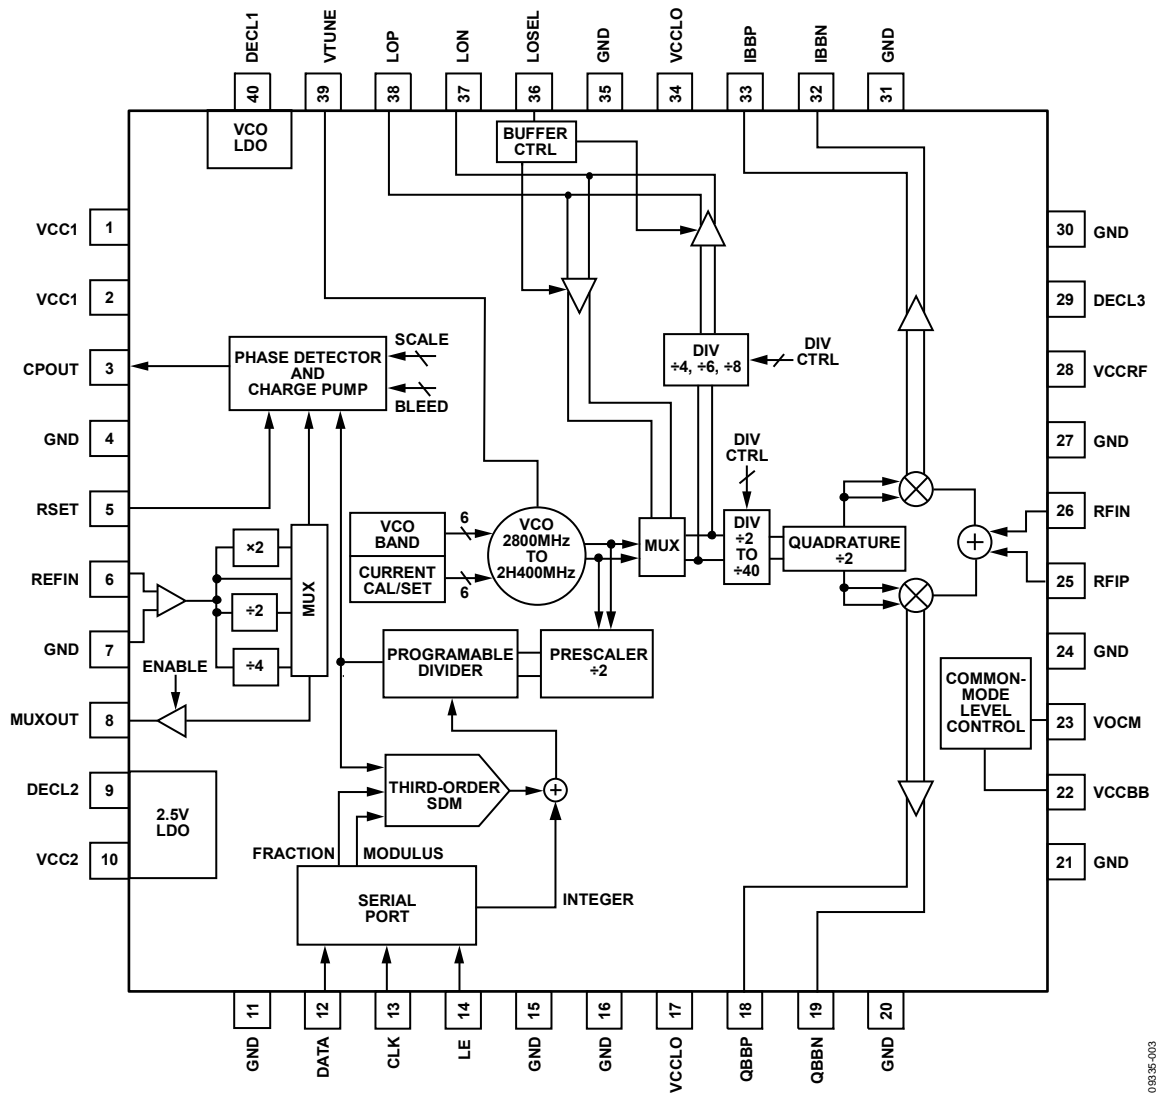 DECL1
VTUNE
LOP
LON
LOSEL
GND
VCCLO
IBBP
IBBN
GND
40
39
38
37
36
35
34
33
32
31
VCO
LDO
BUFFER
CTRL
VCC1
1
VCC1
2
CPOUT
3
GND
4
RSET
5
REFIN
6
GND
7
MUXOUT
8
DECL2
9
VCC2
10
30
GND
29
DECL3
28
VCCRF
27
GND
26
RFIN
25
RFIP
24
GND
23
VOCM
22
VCCBB
21
GND
PHASE DETECTOR
AND
CHARGE PUMP
SCALE
BLEED
DIV
÷4, ÷6, ÷8
DIV
CTRL
DIV
CTRL
VCO
BAND
CURRENT
CAL/SET
6
6
VCO
2800MHz
TO
2H400MHz
MUX
DIV
÷2
TO
÷40
QUADRATURE
÷2
×2
÷2
÷4
MUX
ENABLE
PROGRAMABLE
DIVIDER
PRESCALER
÷2
COMMON-
MODE
LEVEL
CONTROL
THIRD-ORDER
SDM
+
+
2.5V
LDO
FRACTION
MODULUS
SERIAL
PORT
INTEGER
11
12
13
14
15
16
17
18
19
20
GND
DATA
CLK
LE
GND
GND
VCCLO
QBBP
QBBN
GND
09335-003